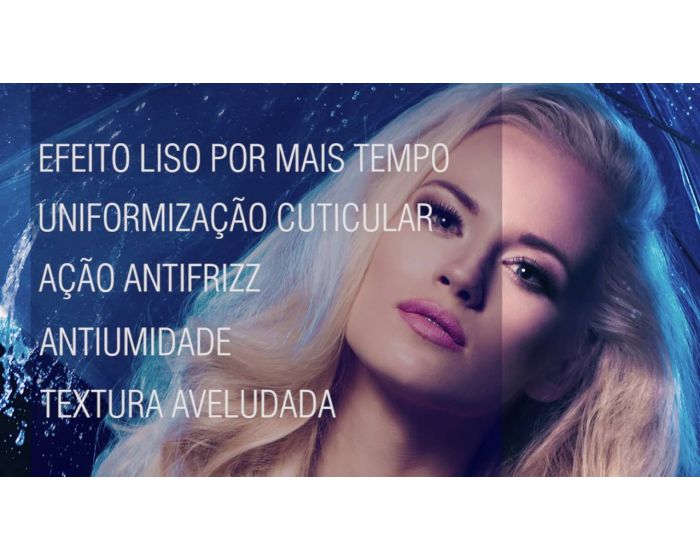 EFEITO LISO POR MAIS TEMPO
UNIFORMIZAÇÃO CUTICULAR
AÇÃO ANTIFRIZZ
ANTIUMIDADE
TEXTURA AVELUDADA